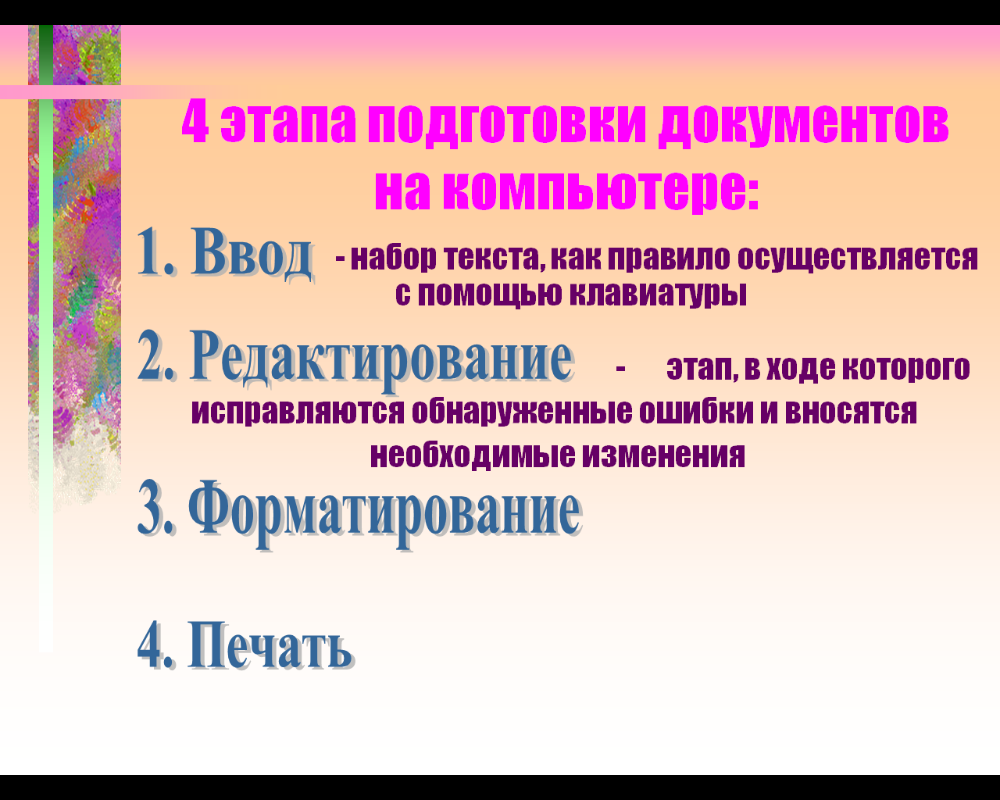 4 этапа подготовки документов
на компьютере:
1. Ввод - набор текста, как правило осуществляется
с помощью клавиатуры
2. Редактирование - этап, в ходе которого
исправляются обнаруженные ошибки и вносятся
необходимые изменения
3. Форматирование
4. Печать